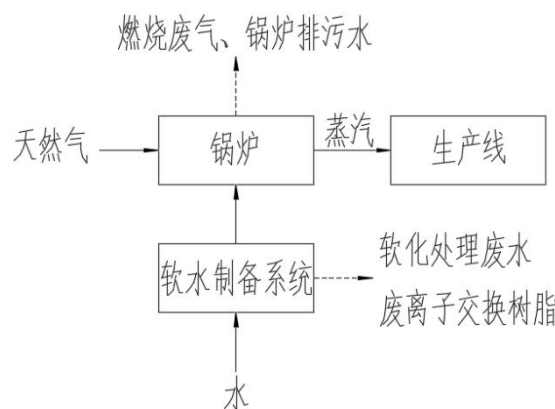 燃烧废气、锅炉排污水
天然气
锅炉
蒸汽
生产线
软水制备系统
软化处理废水
废离子交换树脂
水